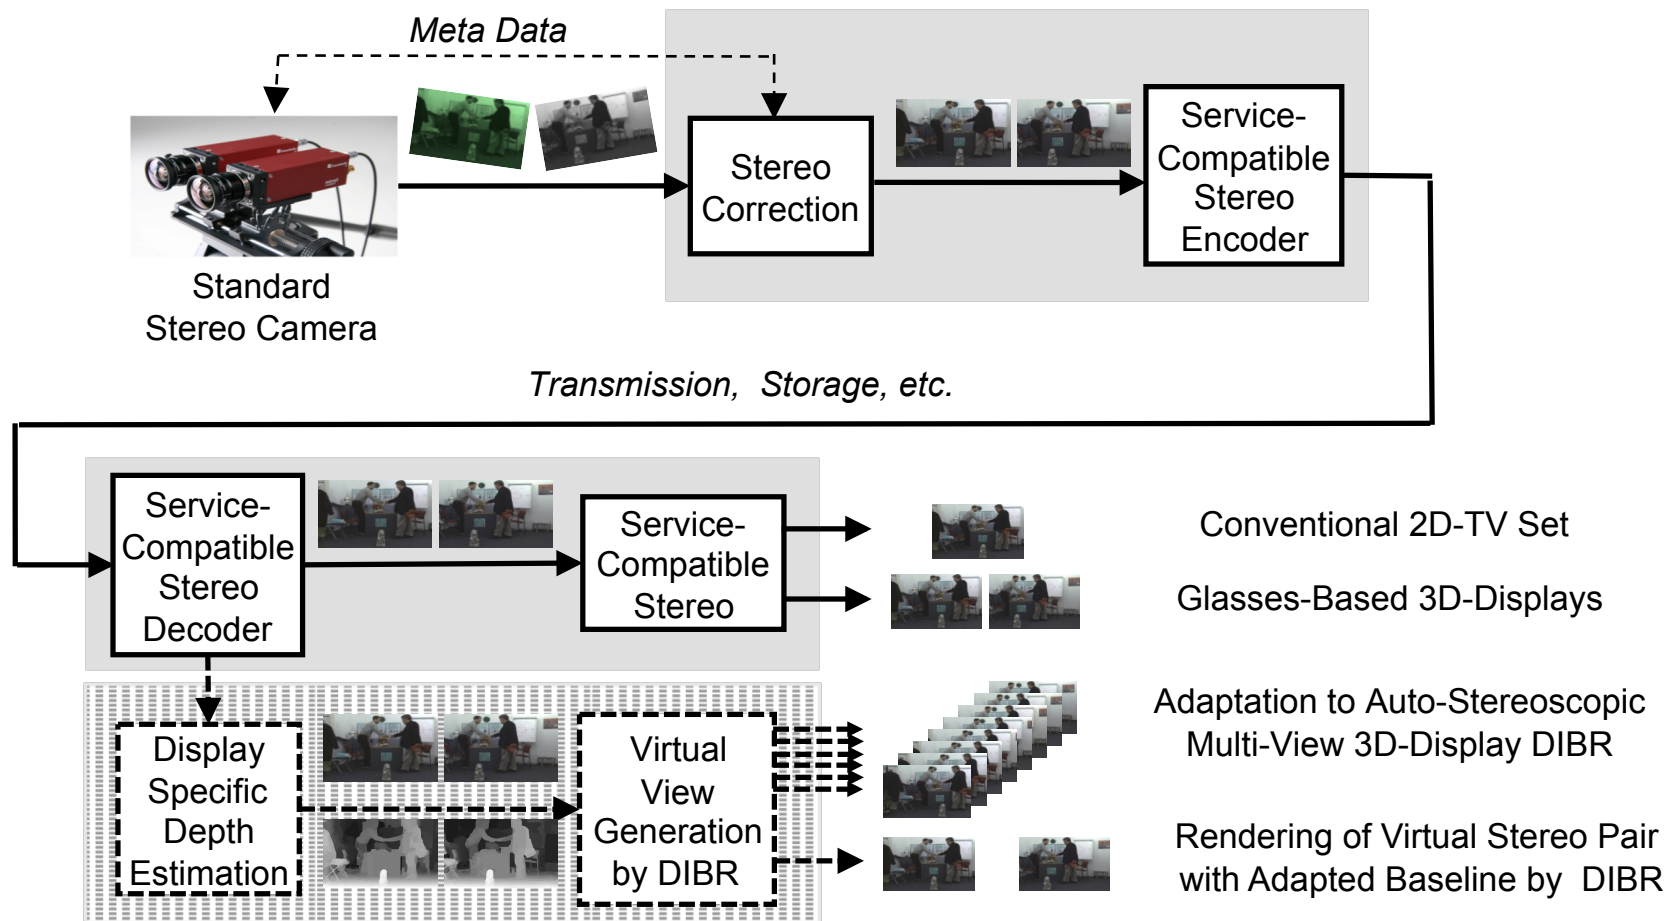 Meta Data
Stereo
Correction
Service-
Compatible
Stereo
Encoder
Standard
Stereo Camera
Transmission,  Storage, etc.
Service-
Compatible
Stereo
Decoder
Service-
Compatible
Stereo
Conventional 2D-TV Set
Glasses-Based 3D-Displays
Display
Specific
Depth
Estimation
Virtual
View
Generation
by DIBR
Adaptation to Auto-Stereoscopic
Multi-View 3D-Display DIBR
Rendering of Virtual Stereo Pair
with Adapted Baseline by  DIBR